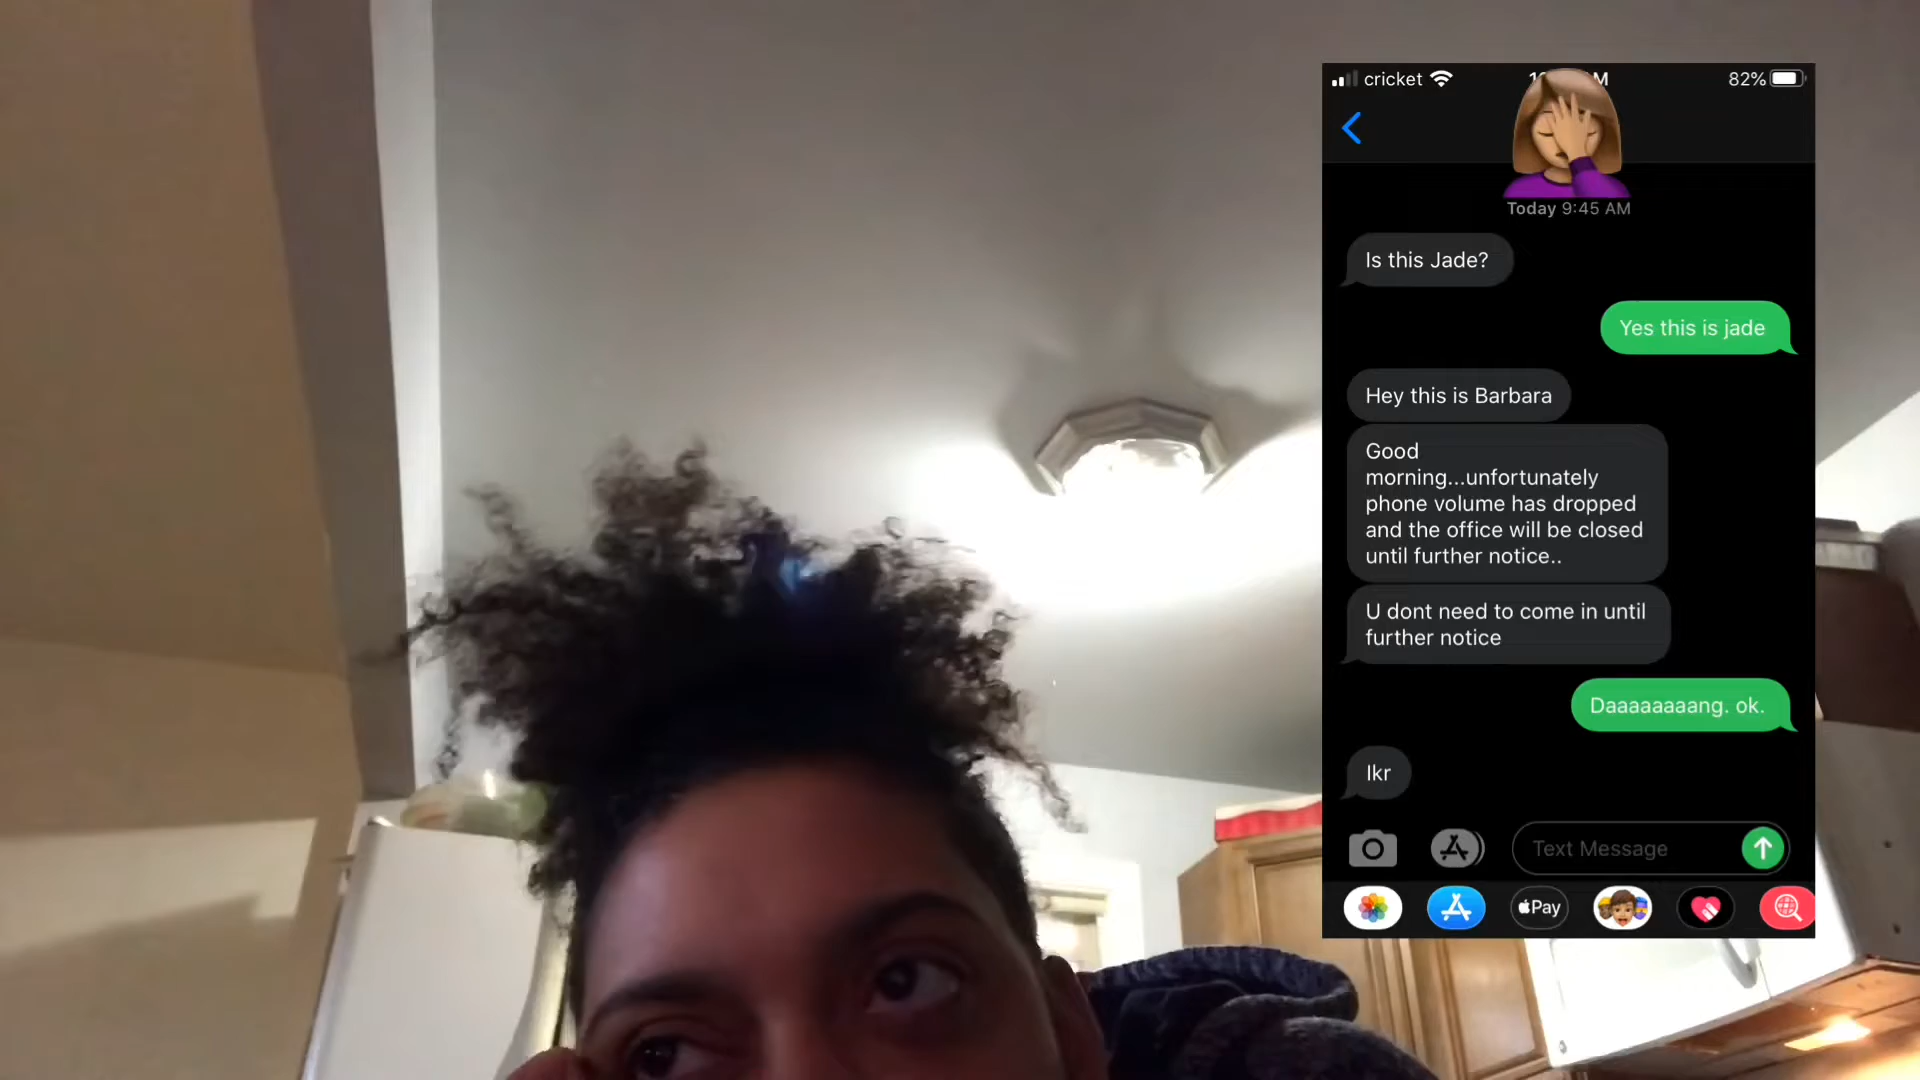 cricket
82%
Today 9:45 AM
Is this Jade?
Yes this is jade
Hey this is Barbara
Good
morning...unfortunately
phone volume has dropped
and the office will be closed
until further notice..
U dont need to come in until
further notice
Daaaaaaaang. ok.
Ikr
Text Message
Pay